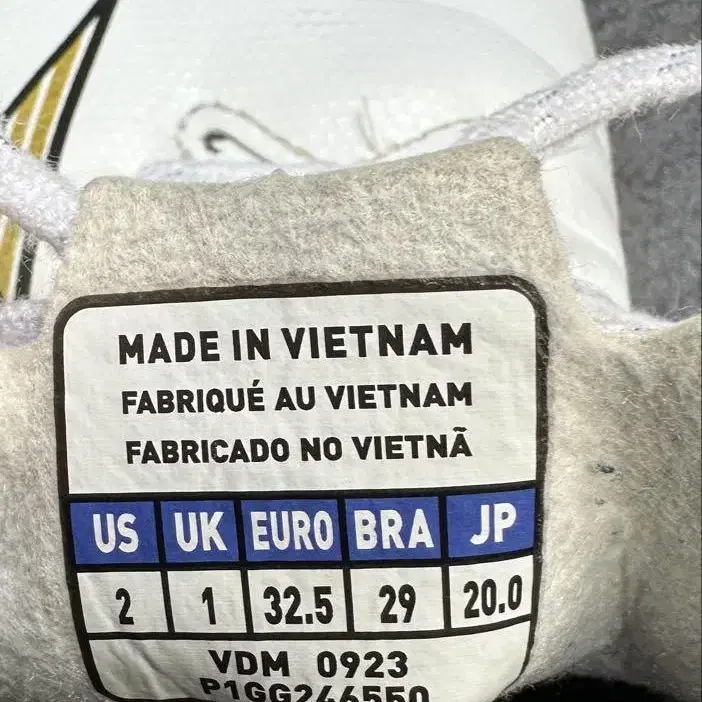 MADE IN VIETNAM
FABRIQUÉ AU VIETNAM
FABRICADO NO VIETNÃ
US UK EURO BRA JP
2 1 32.5 29 20.0
VDM 0923
P1GG246550